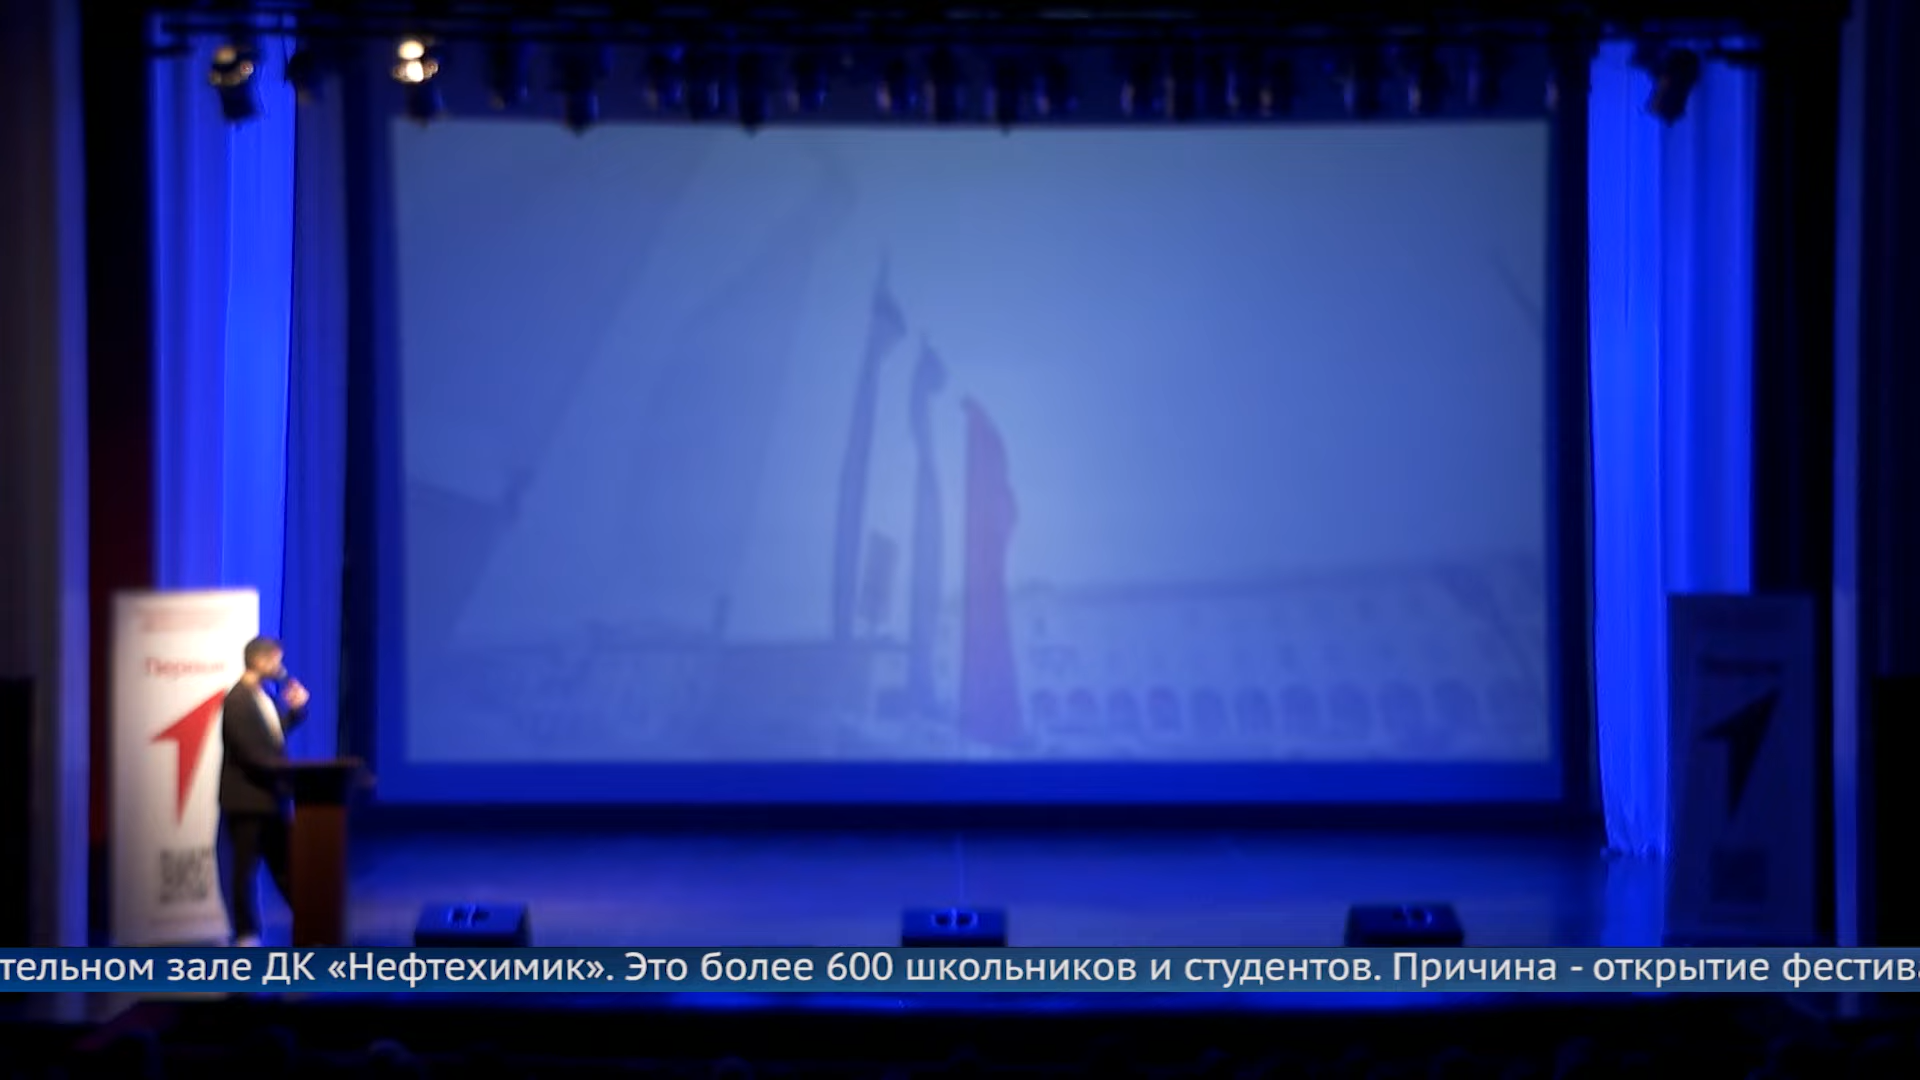 тельном зале ДК «Нефтехимик». Это более 600 школьников и студентов. Причина - открытие фестив